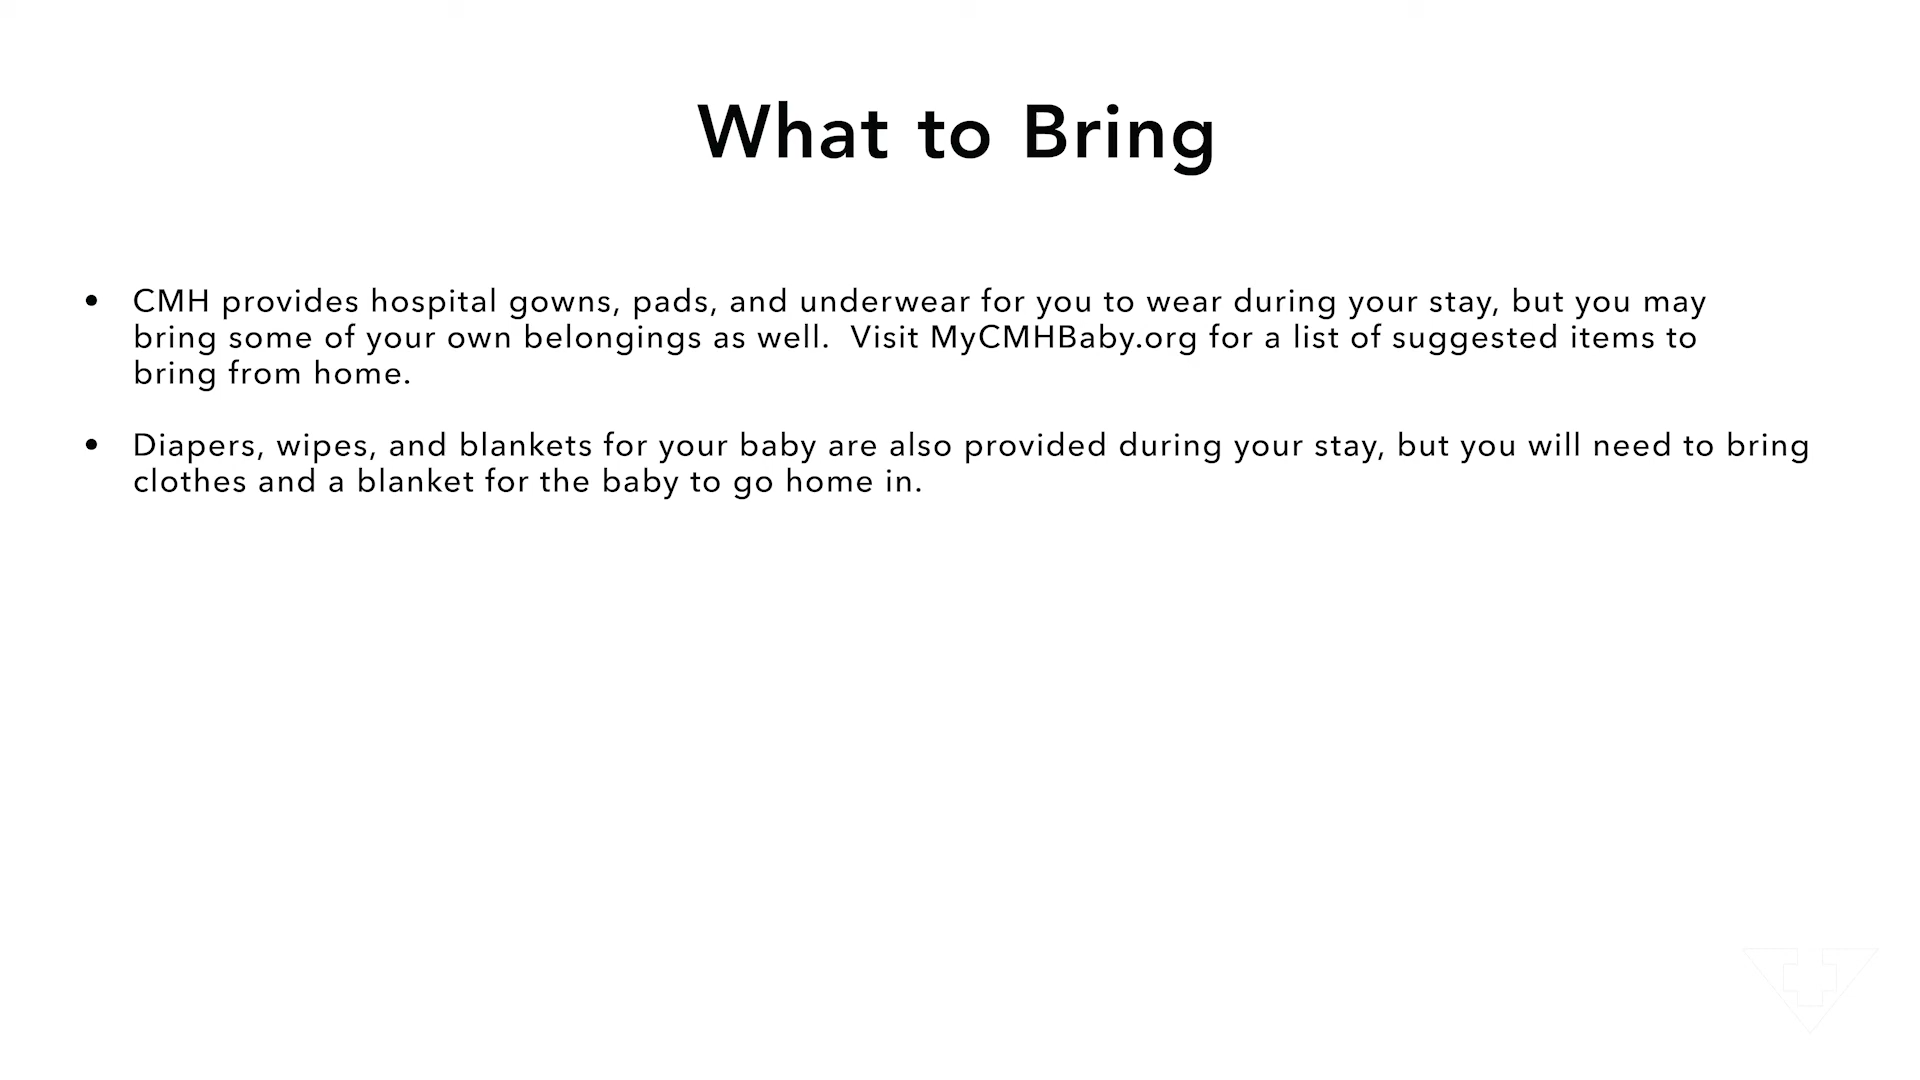 What to Bring
• CMH provides hospital gowns, pads, and underwear for you to wear during your stay, but you may
bring some of your own belongings as well.  Visit MyCMHBaby.org for a list of suggested items to
bring from home.
• Diapers, wipes, and blankets for your baby are also provided during your stay, but you will need to bring
clothes and a blanket for the baby to go home in.